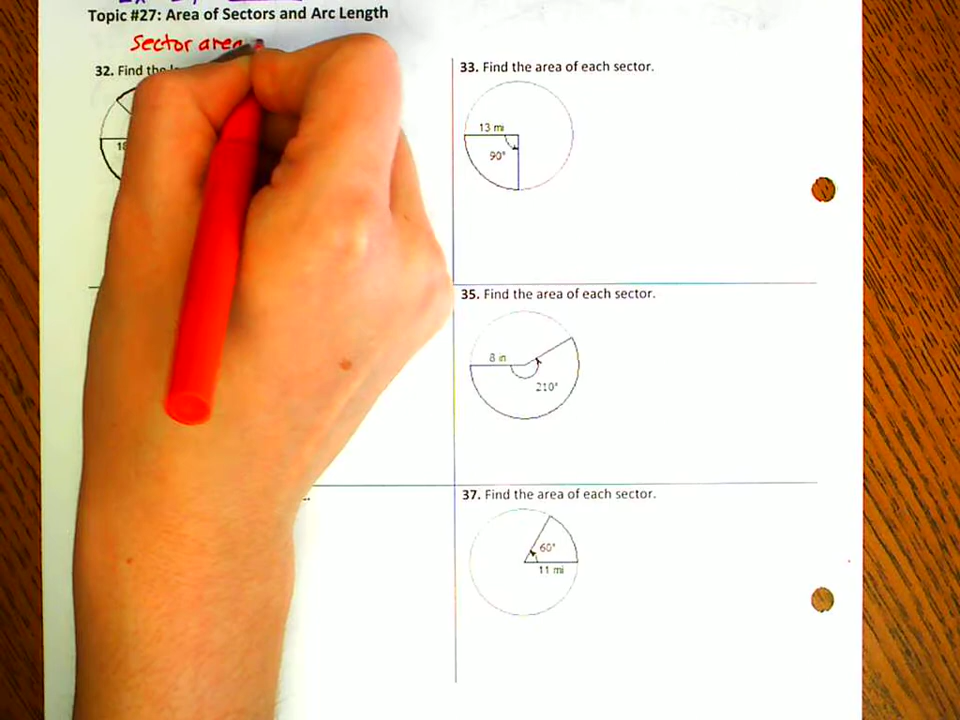 Topic #27: Area of Sectors and Arc Length
Sector area
32. Find the
33. Find the area of each sector.
13 mi
90°
35. Find the area of each sector.
8 in
210°
37. Find the area of each sector.
60°
11 mi